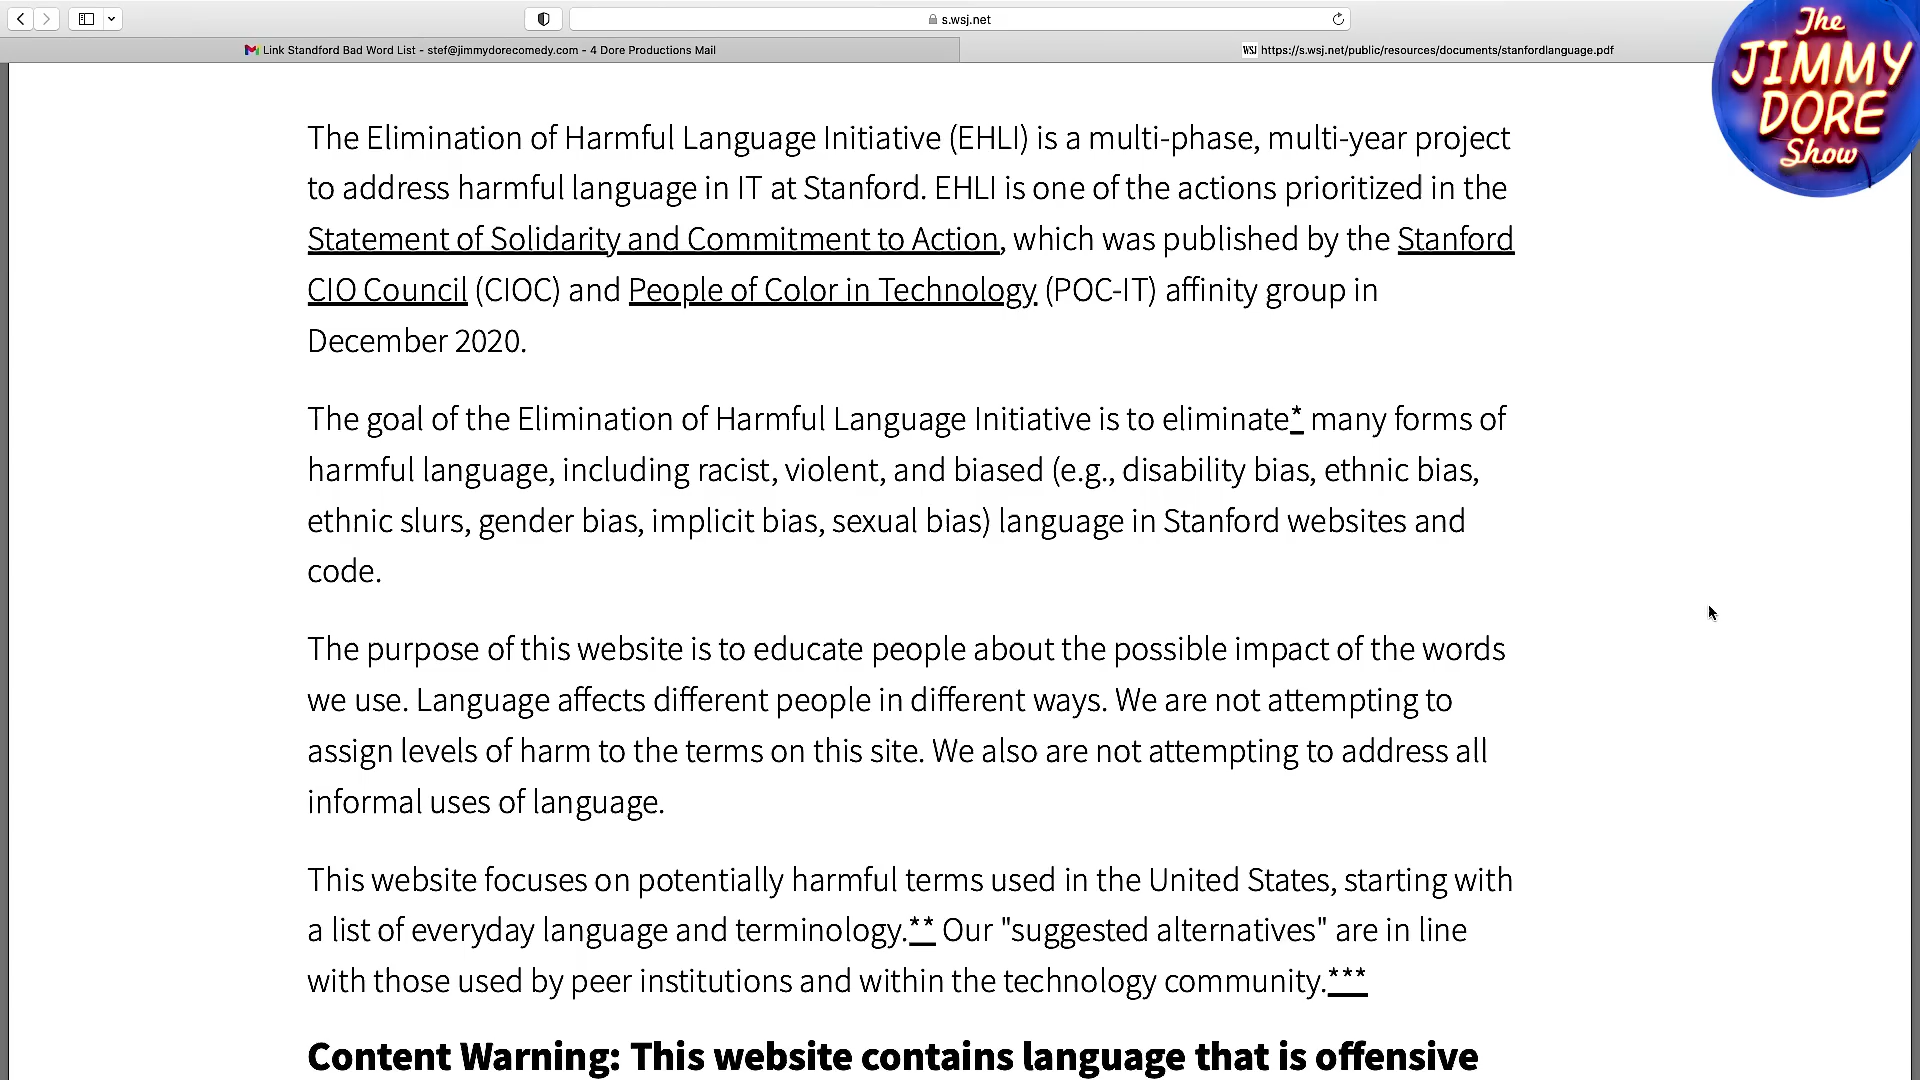 s.wsj.net
Link Standford Bad Word List - stef@jimmydorecomedy.com - 4 Dore Productions Mail
WSJ https://s.wsj.net/public/resources/documents/stanfordlanguage.pdf
The
JIMMY
DORE
Show
The Elimination of Harmful Language Initiative (EHLI) is a multi-phase, multi-year project
to address harmful language in IT at Stanford. EHLI is one of the actions prioritized in the
Statement of Solidarity and Commitment to Action, which was published by the Stanford
CIO Council (CIOC) and People of Color in Technology (POC-IT) affinity group in
December 2020.
The goal of the Elimination of Harmful Language Initiative is to eliminate* many forms of
harmful language, including racist, violent, and biased (e.g., disability bias, ethnic bias,
ethnic slurs, gender bias, implicit bias, sexual bias) language in Stanford websites and
code.
The purpose of this website is to educate people about the possible impact of the words
we use. Language affects different people in different ways. We are not attempting to
assign levels of harm to the terms on this site. We also are not attempting to address all
informal uses of language.
This website focuses on potentially harmful terms used in the United States, starting with
a list of everyday language and terminology.** Our "suggested alternatives" are in line
with those used by peer institutions and within the technology community.***
Content Warning: This website contains language that is offensive